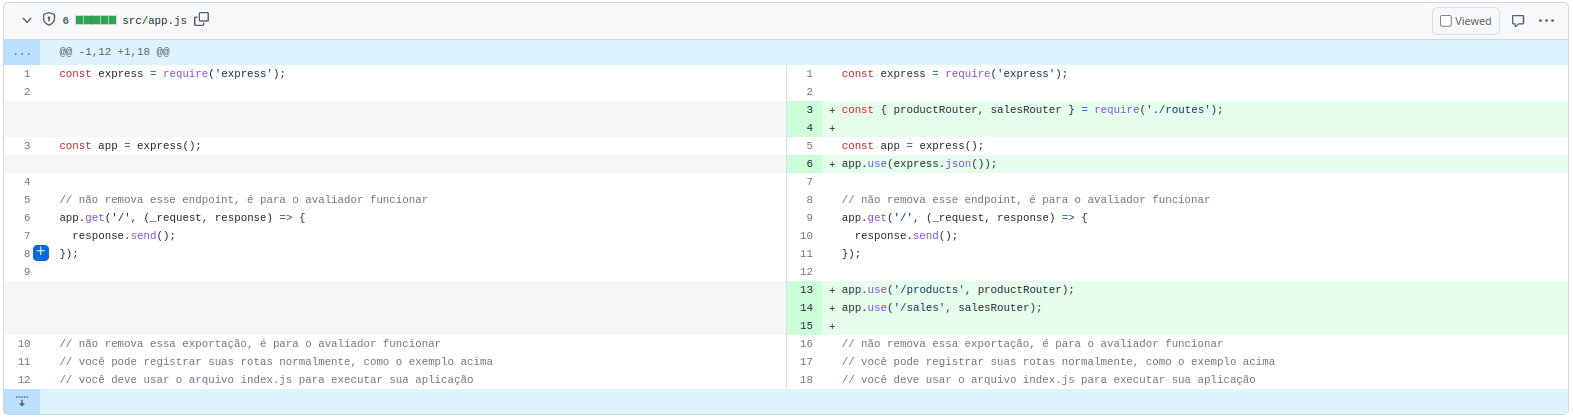 6 src/app.js Viewed
@@ -1,12 +1,18 @@
1 const express = require('express'); 1 const express = require('express');
2 2
3 + const { productRouter, salesRouter } = require('./routes');
4 +
3 const app = express(); 5 const app = express();
6 + app.use(express.json());
4 7
5 // não remova esse endpoint, é para o avaliador funcionar 8 // não remova esse endpoint, é para o avaliador funcionar
6 app.get('/', (_request, response) => { 9 app.get('/', (_request, response) => {
7 response.send(); 10 response.send();
8 }); 11 });
9 12
13 + app.use('/products', productRouter);
14 + app.use('/sales', salesRouter);
15 +
10 // não remova essa exportação, é para o avaliador funcionar 16 // não remova essa exportação, é para o avaliador funcionar
11 // você pode registrar suas rotas normalmente, como o exemplo acima 17 // você pode registrar suas rotas normalmente, como o exemplo acima
12 // você deve usar o arquivo index.js para executar sua aplicação 18 // você deve usar o arquivo index.js para executar sua aplicação